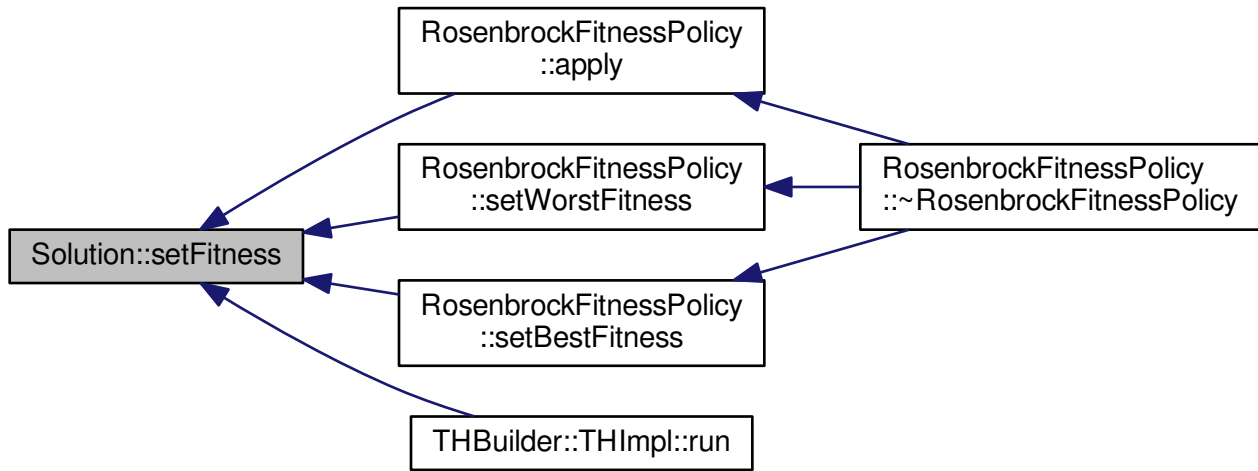 RosenbrockFitnessPolicy
::apply
RosenbrockFitnessPolicy
::setWorstFitness
RosenbrockFitnessPolicy
::~RosenbrockFitnessPolicy
Solution::setFitness
RosenbrockFitnessPolicy
::setBestFitness
THBuilder::THImpl::run